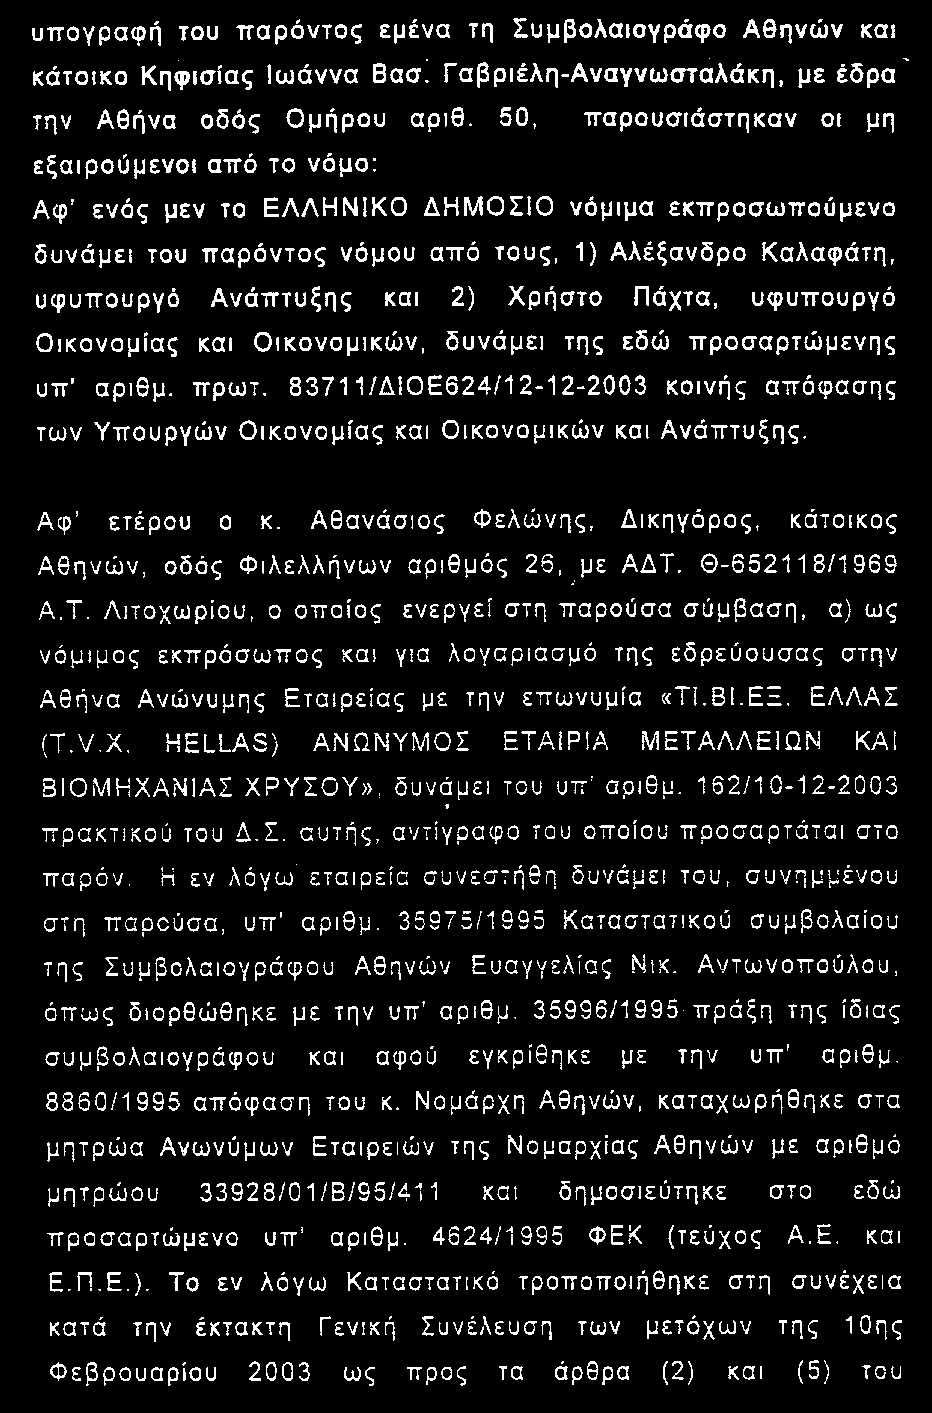 υπογραφή του παρόντος εμένα τη Συμβολαιογράφο Αθηνών και
κάτοικο Κηφισίας Ιωάννα Βασ. Γαβριέλη-Αναγνωσταλάκη, με έδρα
την Αθήνα οδός Ομήρου αριθ. 50, παρουσιάστηκαν οι μη
εξαιρούμενοι από το νόμο:
Αφ' ενός μεν το ΕΛΛΗΝΙΚΟ ΔΗΜΟΣΙΟ νόμιμα εκπροσωπούμενο
δυνάμει του παρόντος νόμου από τους, 1) Αλέξανδρο Καλαφάτη,
υφυπουργό Ανάπτυξης και 2) Χρήστο Πάχτα, υφυπουργό
Οικονομίας και Οικονομικών, δυνάμει της εδώ προσαρτώμενης
υπ' αριθμ. πρωτ. 83711/ΔΙΟΕ624/12-12-2003 κοινής απόφασης
των Υπουργών Οικονομίας και Οικονομικών και Ανάπτυξης.
Αφ' ετέρου ο κ. Αθανάσιος Φελώνης, Δικηγόρος, κάτοικος
Αθηνών, οδός Φιλελλήνων αριθμός 26, με ΑΔΤ. Θ-652118/1969
Α.Τ. Λιτοχωρίου, ο οποίος ενεργεί στη παρούσα σύμβαση, α) ως
νόμιμος εκπρόσωπος και για λογαριασμό της εδρεύουσας στην
Αθήνα Ανώνυμης Εταιρείας με την επωνυμία «ΤΙ.ΒΙ.ΕΞ. ΕΛΛΑΣ
(T.V.X. HELLAS) ΑΝΩΝΥΜΟΣ ΕΤΑΙΡΙΑ ΜΕΤΑΛΛΕΙΩΝ ΚΑΙ
ΒΙΟΜΗΧΑΝΙΑΣ ΧΡΥΣΟΥ», δυνάμει του υπ' αριθμ. 162/10-12-2003
πρακτικού του Δ.Σ. αυτής, αντίγραφο του οποίου προσαρτάται στο
παρόν. Η εν λόγω εταιρεία συνεστήθη δυνάμει του, συνημμένου
στη παρούσα, υπ' αριθμ. 35975/1995 Καταστατικού συμβολαίου
της Συμβολαιογράφου Αθηνών Ευαγγελίας Νικ. Αντωνοπούλου,
όπως διορθώθηκε με την υπ' αριθμ. 35996/1995 πράξη της ίδιας
συμβολαιογράφου και αφού εγκρίθηκε με την υπ' αριθμ.
8860/1995 απόφαση του κ. Νομάρχη Αθηνών, καταχωρήθηκε στα
μητρώα Ανωνύμων Εταιρειών της Νομαρχίας Αθηνών με αριθμό
μητρώου 33928/01/Β/95/411 και δημοσιεύτηκε στο εδώ
προσαρτώμενο υπ' αριθμ. 4624/1995 ΦΕΚ (τεύχος Α.Ε. και
Ε.Π.Ε.). Το εν λόγω Καταστατικό τροποποιήθηκε στη συνέχεια
κατά την έκτακτη Γενική Συνέλευση των μετόχων της 10ης
Φεβρουαρίου 2003 ως προς τα άρθρα (2) και (5) του